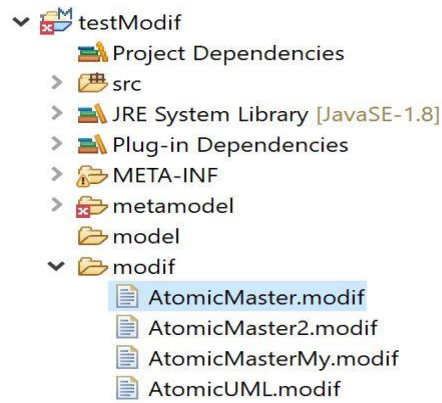 testModif
Project Dependencies
src
JRE System Library [JavaSE-1.8]
Plug-in Dependencies
META-INF
metamodel
model
modif
AtomicMaster.modif
AtomicMaster2.modif
AtomicMasterMy.modif
AtomicUML.modif